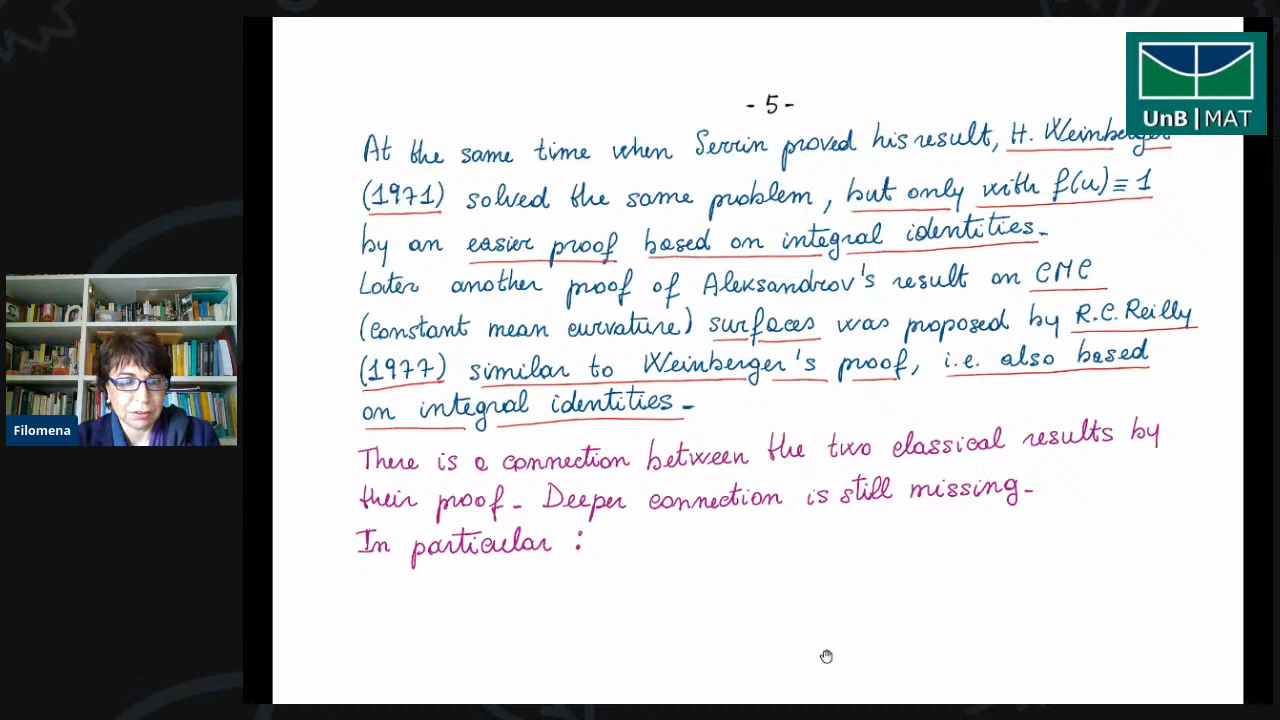 UnB | MAT
- 5 -
At the same time when Serrin proved his result, H. Weinberger
(1971) solved the same problem, but only with f(u) ≡ 1
by an easier proof based on integral identities.
Later another proof of Aleksandrov's result on CMC
(constant mean curvature) surfaces was proposed by R.C. Reilly
(1977) similar to Weinberger's proof, i.e. also based
on integral identities.
There is a connection between the two classical results by
their proof. Deeper connection is still missing.
In particular :
Filomena